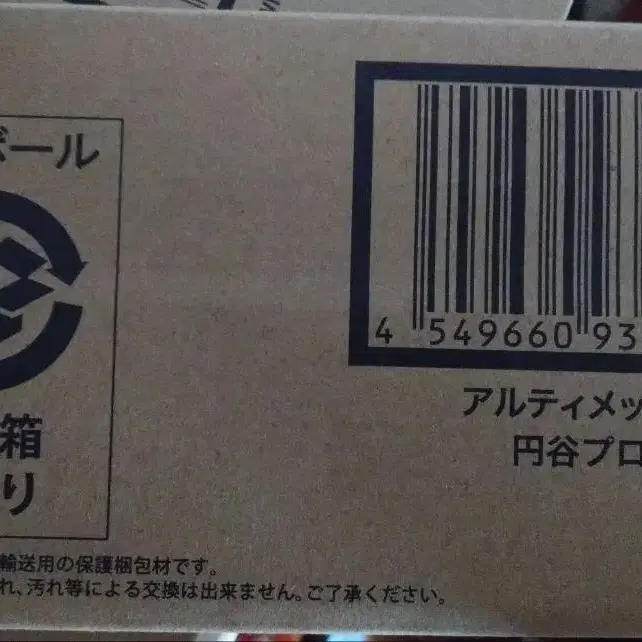 ボール
箱
り
4 549660 93
アルティメッ
円谷プロ
輸送用の保護梱包材です。
れ、汚れ等による交換は出来ません。ご了承ください。